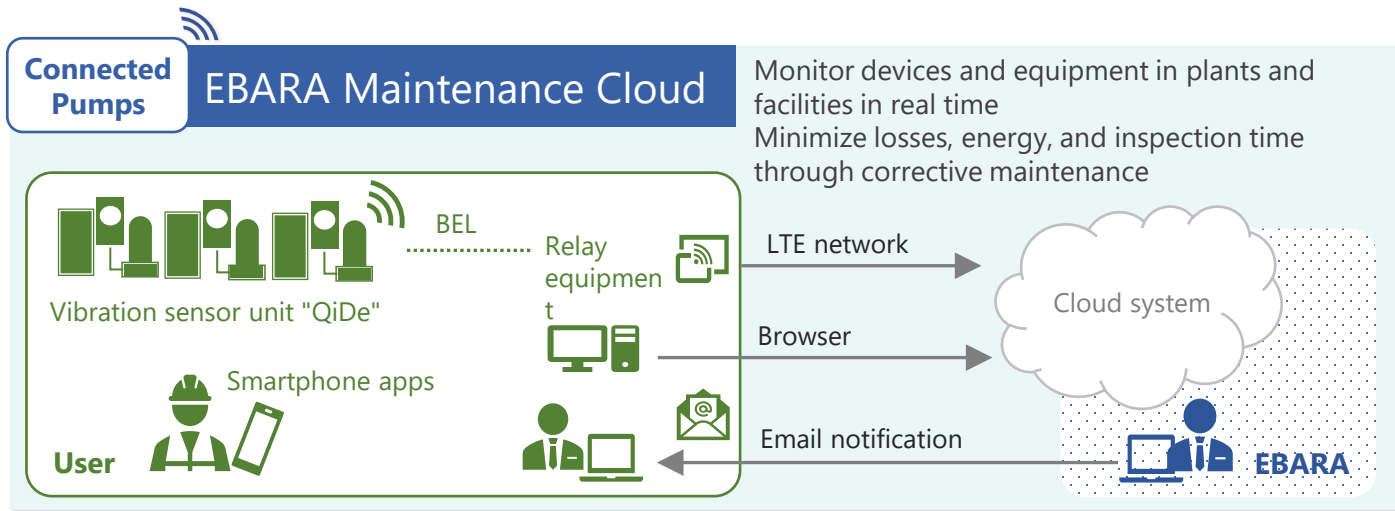 Connected
Pumps
EBARA Maintenance Cloud
Monitor devices and equipment in plants and
facilities in real time
Minimize losses, energy, and inspection time
through corrective maintenance
BEL
Relay
equipmen
t
Vibration sensor unit "QiDe"
Smartphone apps
User
@
LTE network
Browser
Email notification
Cloud system
EBARA